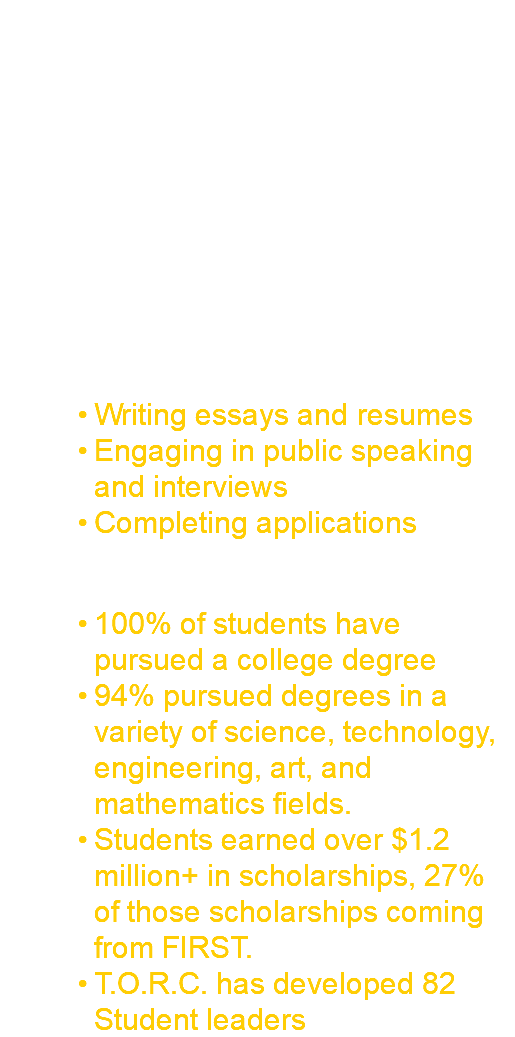 • Writing essays and resumes
• Engaging in public speaking
and interviews
• Completing applications
• 100% of students have
pursued a college degree
• 94% pursued degrees in a
variety of science, technology,
engineering, art, and
mathematics fields.
• Students earned over $1.2
million+ in scholarships, 27%
of those scholarships coming
from FIRST.
• T.O.R.C. has developed 82
Student leaders